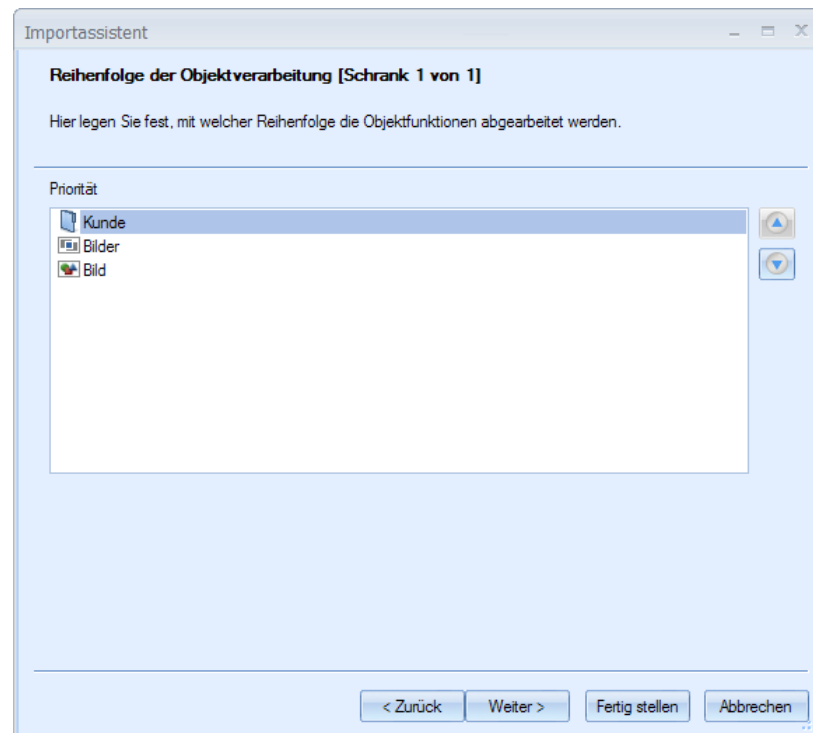 Importassistent
Reihenfolge der Objektverarbeitung [Schrank 1 von 1]
Hier legen Sie fest, mit welcher Reihenfolge die Objektfunktionen abgearbeitet werden.
Priorität
Kunde
Bilder
Bild
< Zurück Weiter > Fertig stellen Abbrechen